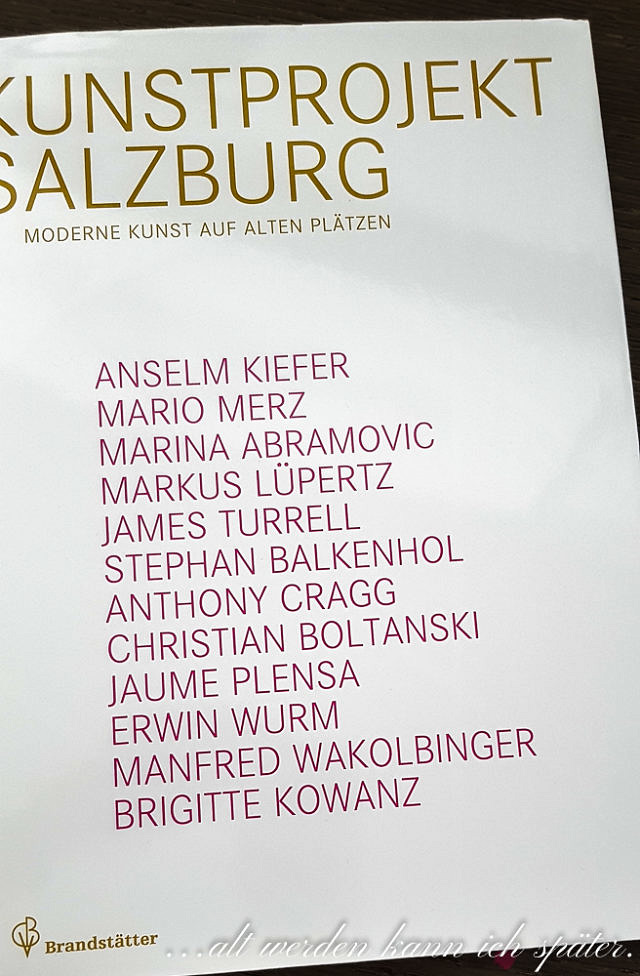 KUNSTPROJEKT
SALZBURG
MODERNE KUNST AUF ALTEN PLÄTZEN
ANSELM KIEFER
MARIO MERZ
MARINA ABRAMOVIC
MARKUS LÜPERTZ
JAMES TURRELL
STEPHAN BALKENHOL
ANTHONY CRAGG
CHRISTIAN BOLTANSKI
JAUME PLENSA
ERWIN WURM
MANFRED WAKOLBINGER
BRIGITTE KOWANZ
Brandstätter
...alt werden kann ich später.